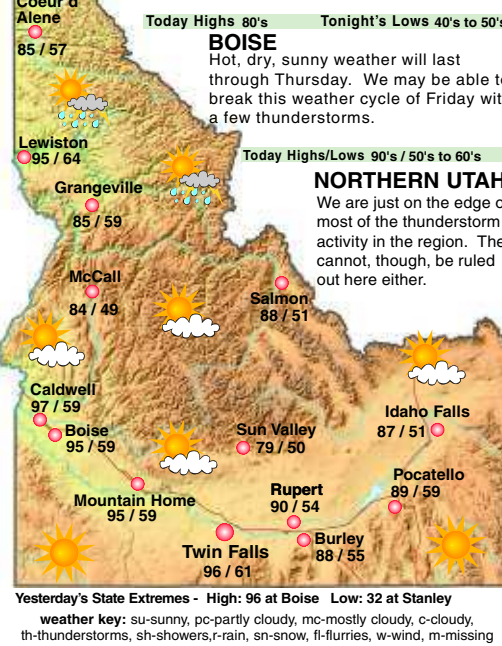 Coeur d'
Alene
85 / 57
Today Highs 80's Tonight's Lows 40's to 50's
BOISE
Hot, dry, sunny weather will last
through Thursday. We may be able to
break this weather cycle of Friday wit
a few thunderstorms.
Today Highs/Lows 90's / 50's to 60's
NORTHERN UTAH
We are just on the edge o
most of the thunderstorm
activity in the region. The
cannot, though, be ruled
out here either.
Lewiston
95 / 64
Grangeville
85 / 59
McCall
84 / 49
Salmon
88 / 51
Caldwell
97 / 59
Boise
95 / 59
Sun Valley
79 / 50
Idaho Falls
87 / 51
Mountain Home
95 / 59
Rupert
90 / 54
Pocatello
89 / 59
Burley
88 / 55
Twin Falls
96 / 61
Yesterday's State Extremes - High: 96 at Boise Low: 32 at Stanley
weather key: su-sunny, pc-partly cloudy, mc-mostly cloudy, c-cloudy,
th-thunderstorms, sh-showers,r-rain, sn-snow, fl-flurries, w-wind, m-missing